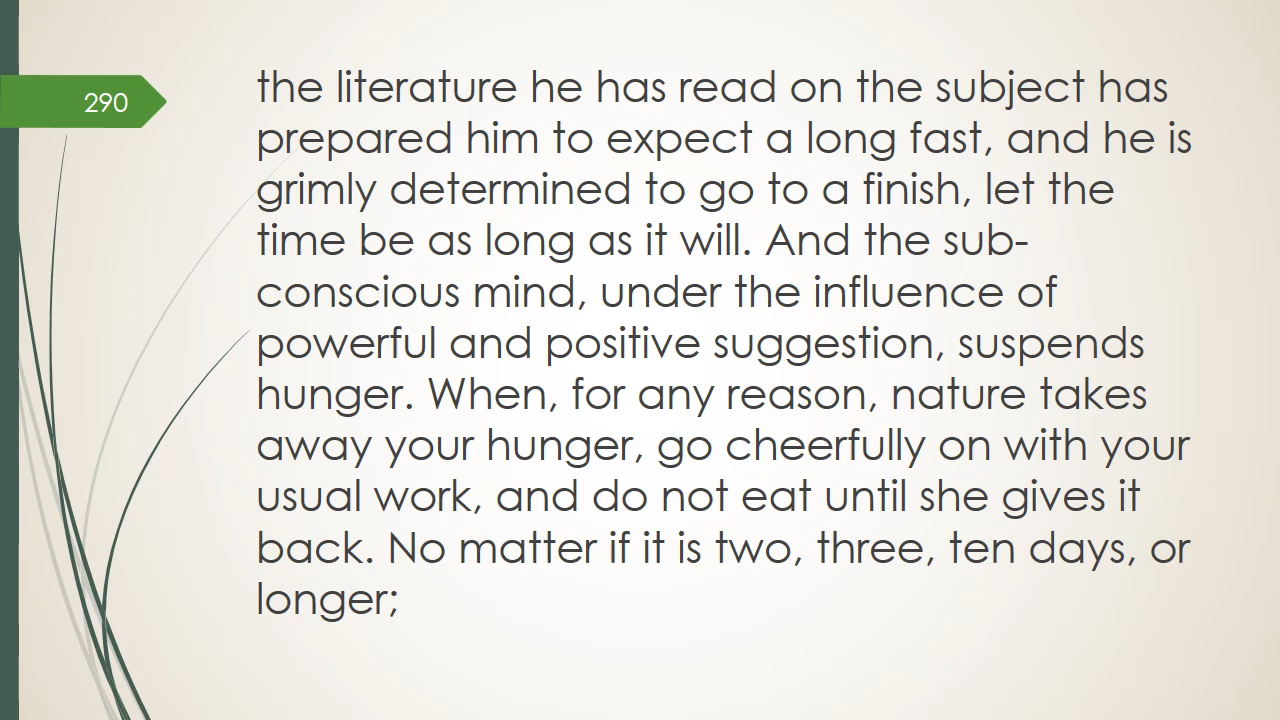 290
the literature he has read on the subject has
prepared him to expect a long fast, and he is
grimly determined to go to a finish, let the
time be as long as it will. And the sub-
conscious mind, under the influence of
powerful and positive suggestion, suspends
hunger. When, for any reason, nature takes
away your hunger, go cheerfully on with your
usual work, and do not eat until she gives it
back. No matter if it is two, three, ten days, or
longer;